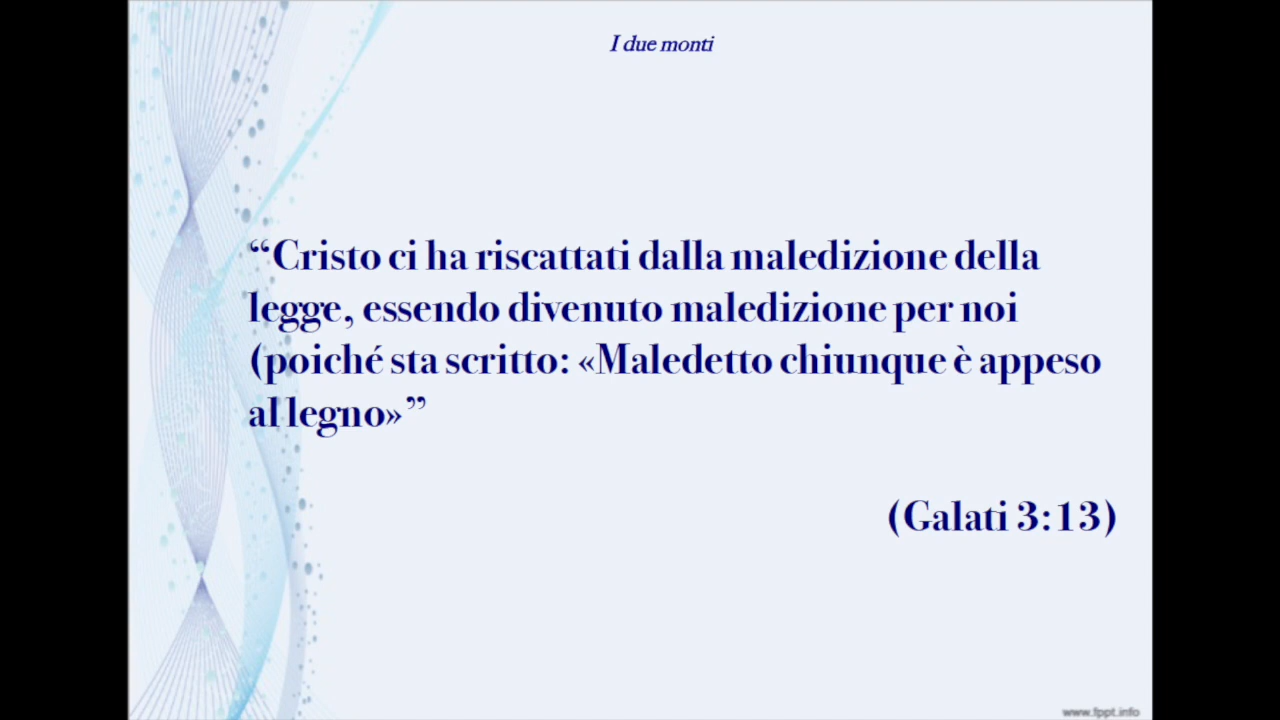 I due monti
“Cristo ci ha riscattati dalla maledizione della
legge, essendo divenuto maledizione per noi
(poiché sta scritto: «Maledetto chiunque è appeso
al legno»”
(Galati 3:13)
www.fppt.info